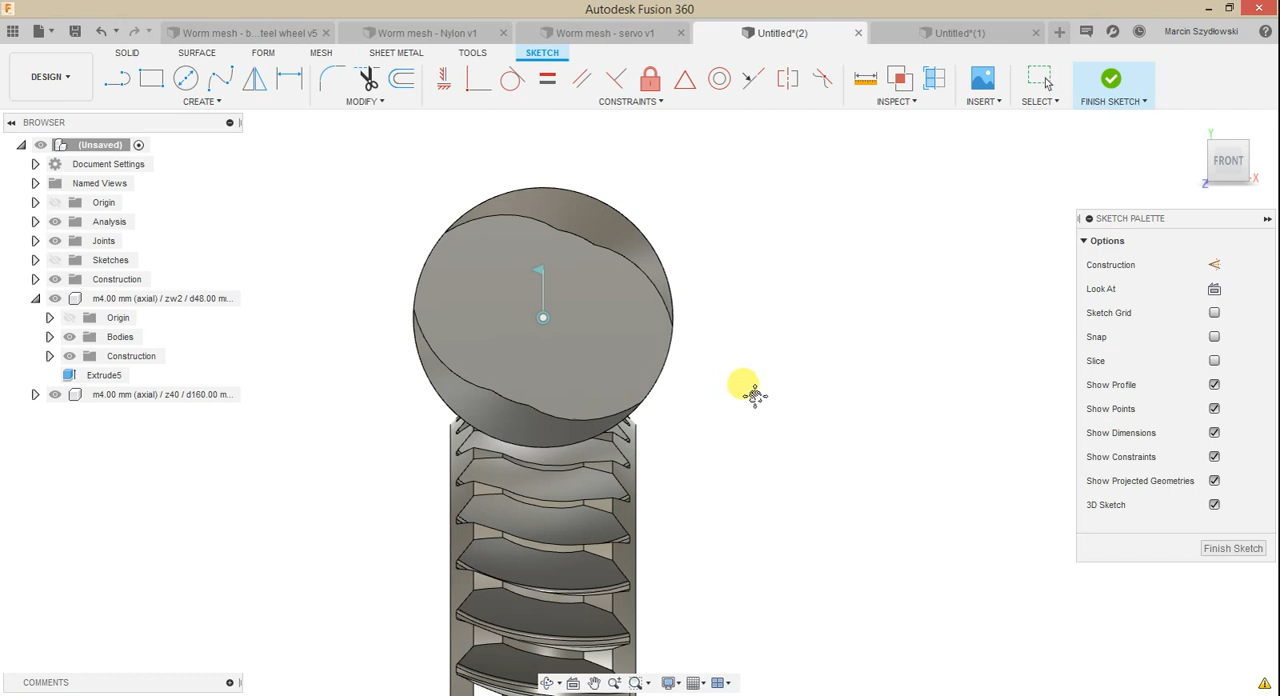 Autodesk Fusion 360
Worm mesh - b...teel wheel v5
Worm mesh - Nylon v1
Worm mesh - servo v1
Untitled*(2)
Untitled*(1)
Marcin Szydłowski
DESIGN
SOLID
SURFACE
FORM
MESH
SHEET METAL
TOOLS
SKETCH
CREATE
MODIFY
CONSTRAINTS
INSPECT
INSERT
SELECT
FINISH SKETCH
BROWSER
(Unsaved)
Document Settings
Named Views
Origin
Analysis
Joints
Sketches
Construction
m4.00 mm (axial) / zw2 / d48.00 m...
Origin
Bodies
Construction
Extrude5
m4.00 mm (axial) / z40 / d160.00 m...
Y
FRONT
X
Z
SKETCH PALETTE
Options
Construction
Look At
Sketch Grid
Snap
Slice
Show Profile
Show Points
Show Dimensions
Show Constraints
Show Projected Geometries
3D Sketch
Finish Sketch
COMMENTS